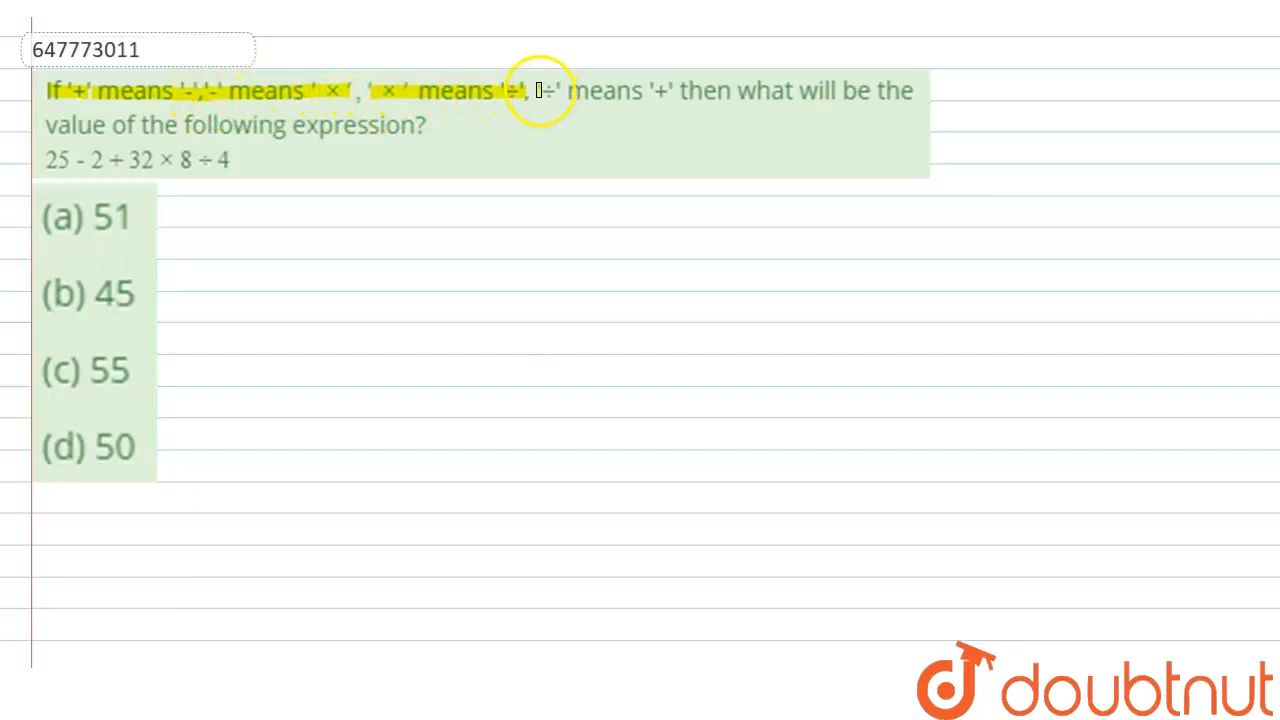 647773011
If '+' means '-','-' means ' × ' , ' × ' means '÷', '÷' means '+' then what will be the
value of the following expression?
25 - 2 + 32 × 8 ÷ 4
(a) 51
(b) 45
(c) 55
(d) 50
doubtnut